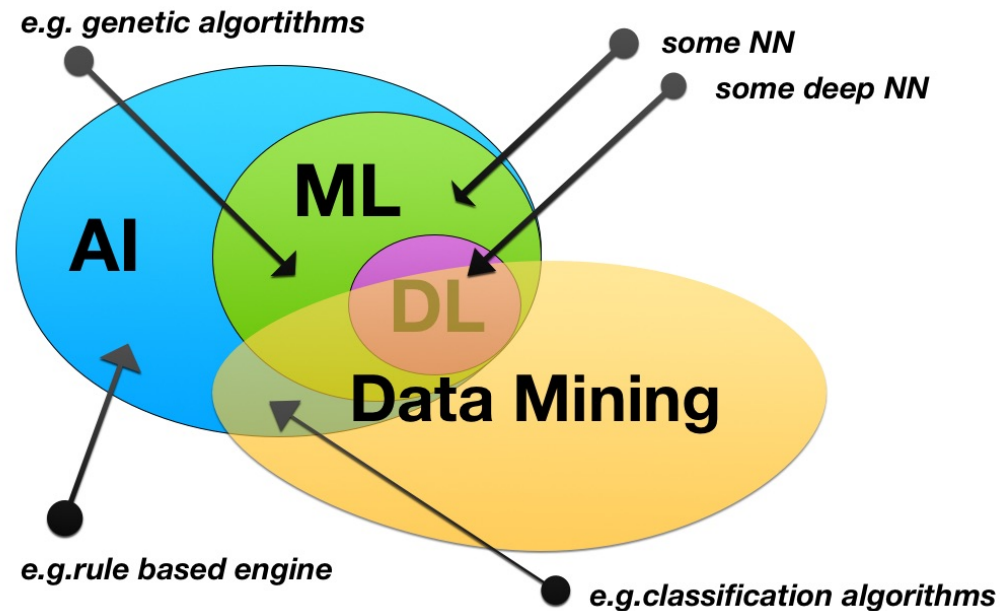 e.g. genetic algortithms
some NN
some deep NN
ML
AI
DL
Data Mining
e.g.rule based engine
e.g.classification algorithms